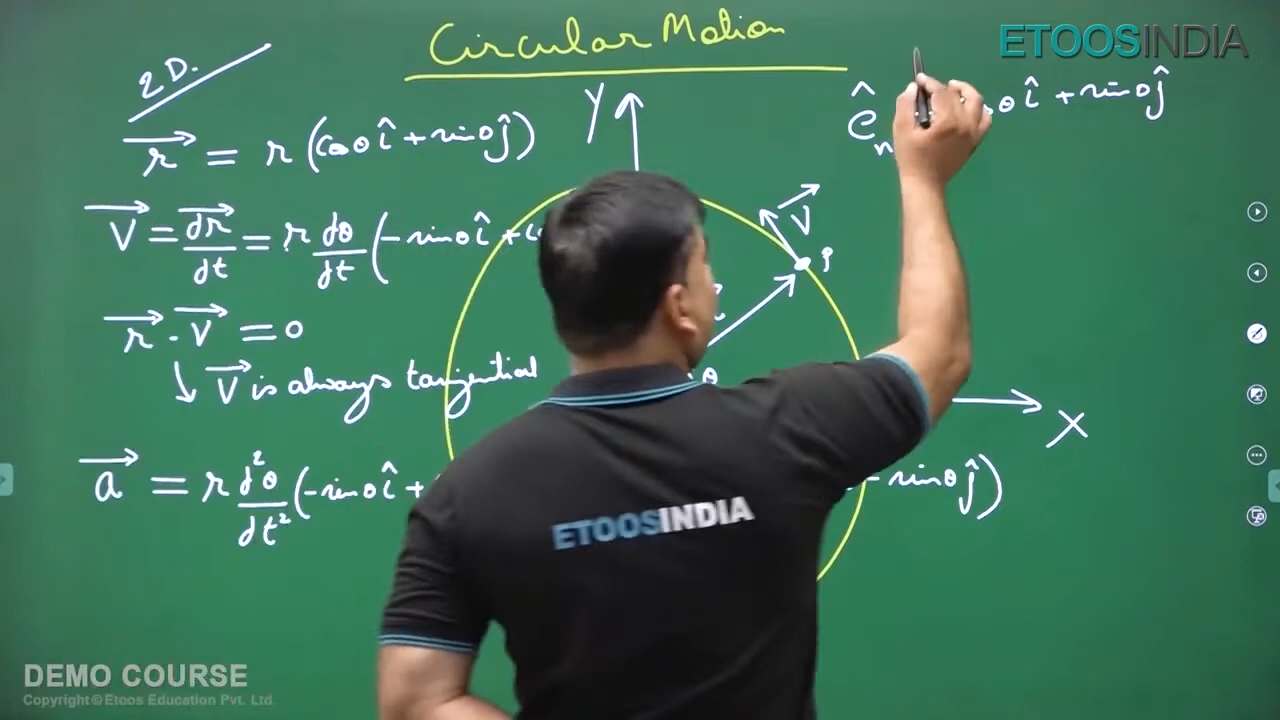 Circular Motion
ETOOSINDIA
2D.
r = r (cosθ î + sinθ ĵ)
Y
ê
θ î + sinθ ĵ
V = dr/dt = r dθ/dt (-sinθ î +
V
P
r . V = 0
↓ V is always tangential
θ
X
a = r d²θ/dt² (-sinθ î +
- sinθ ĵ)
ETOOSINDIA
DEMO COURSE
Copyright © Etoos Education Pvt. Ltd.